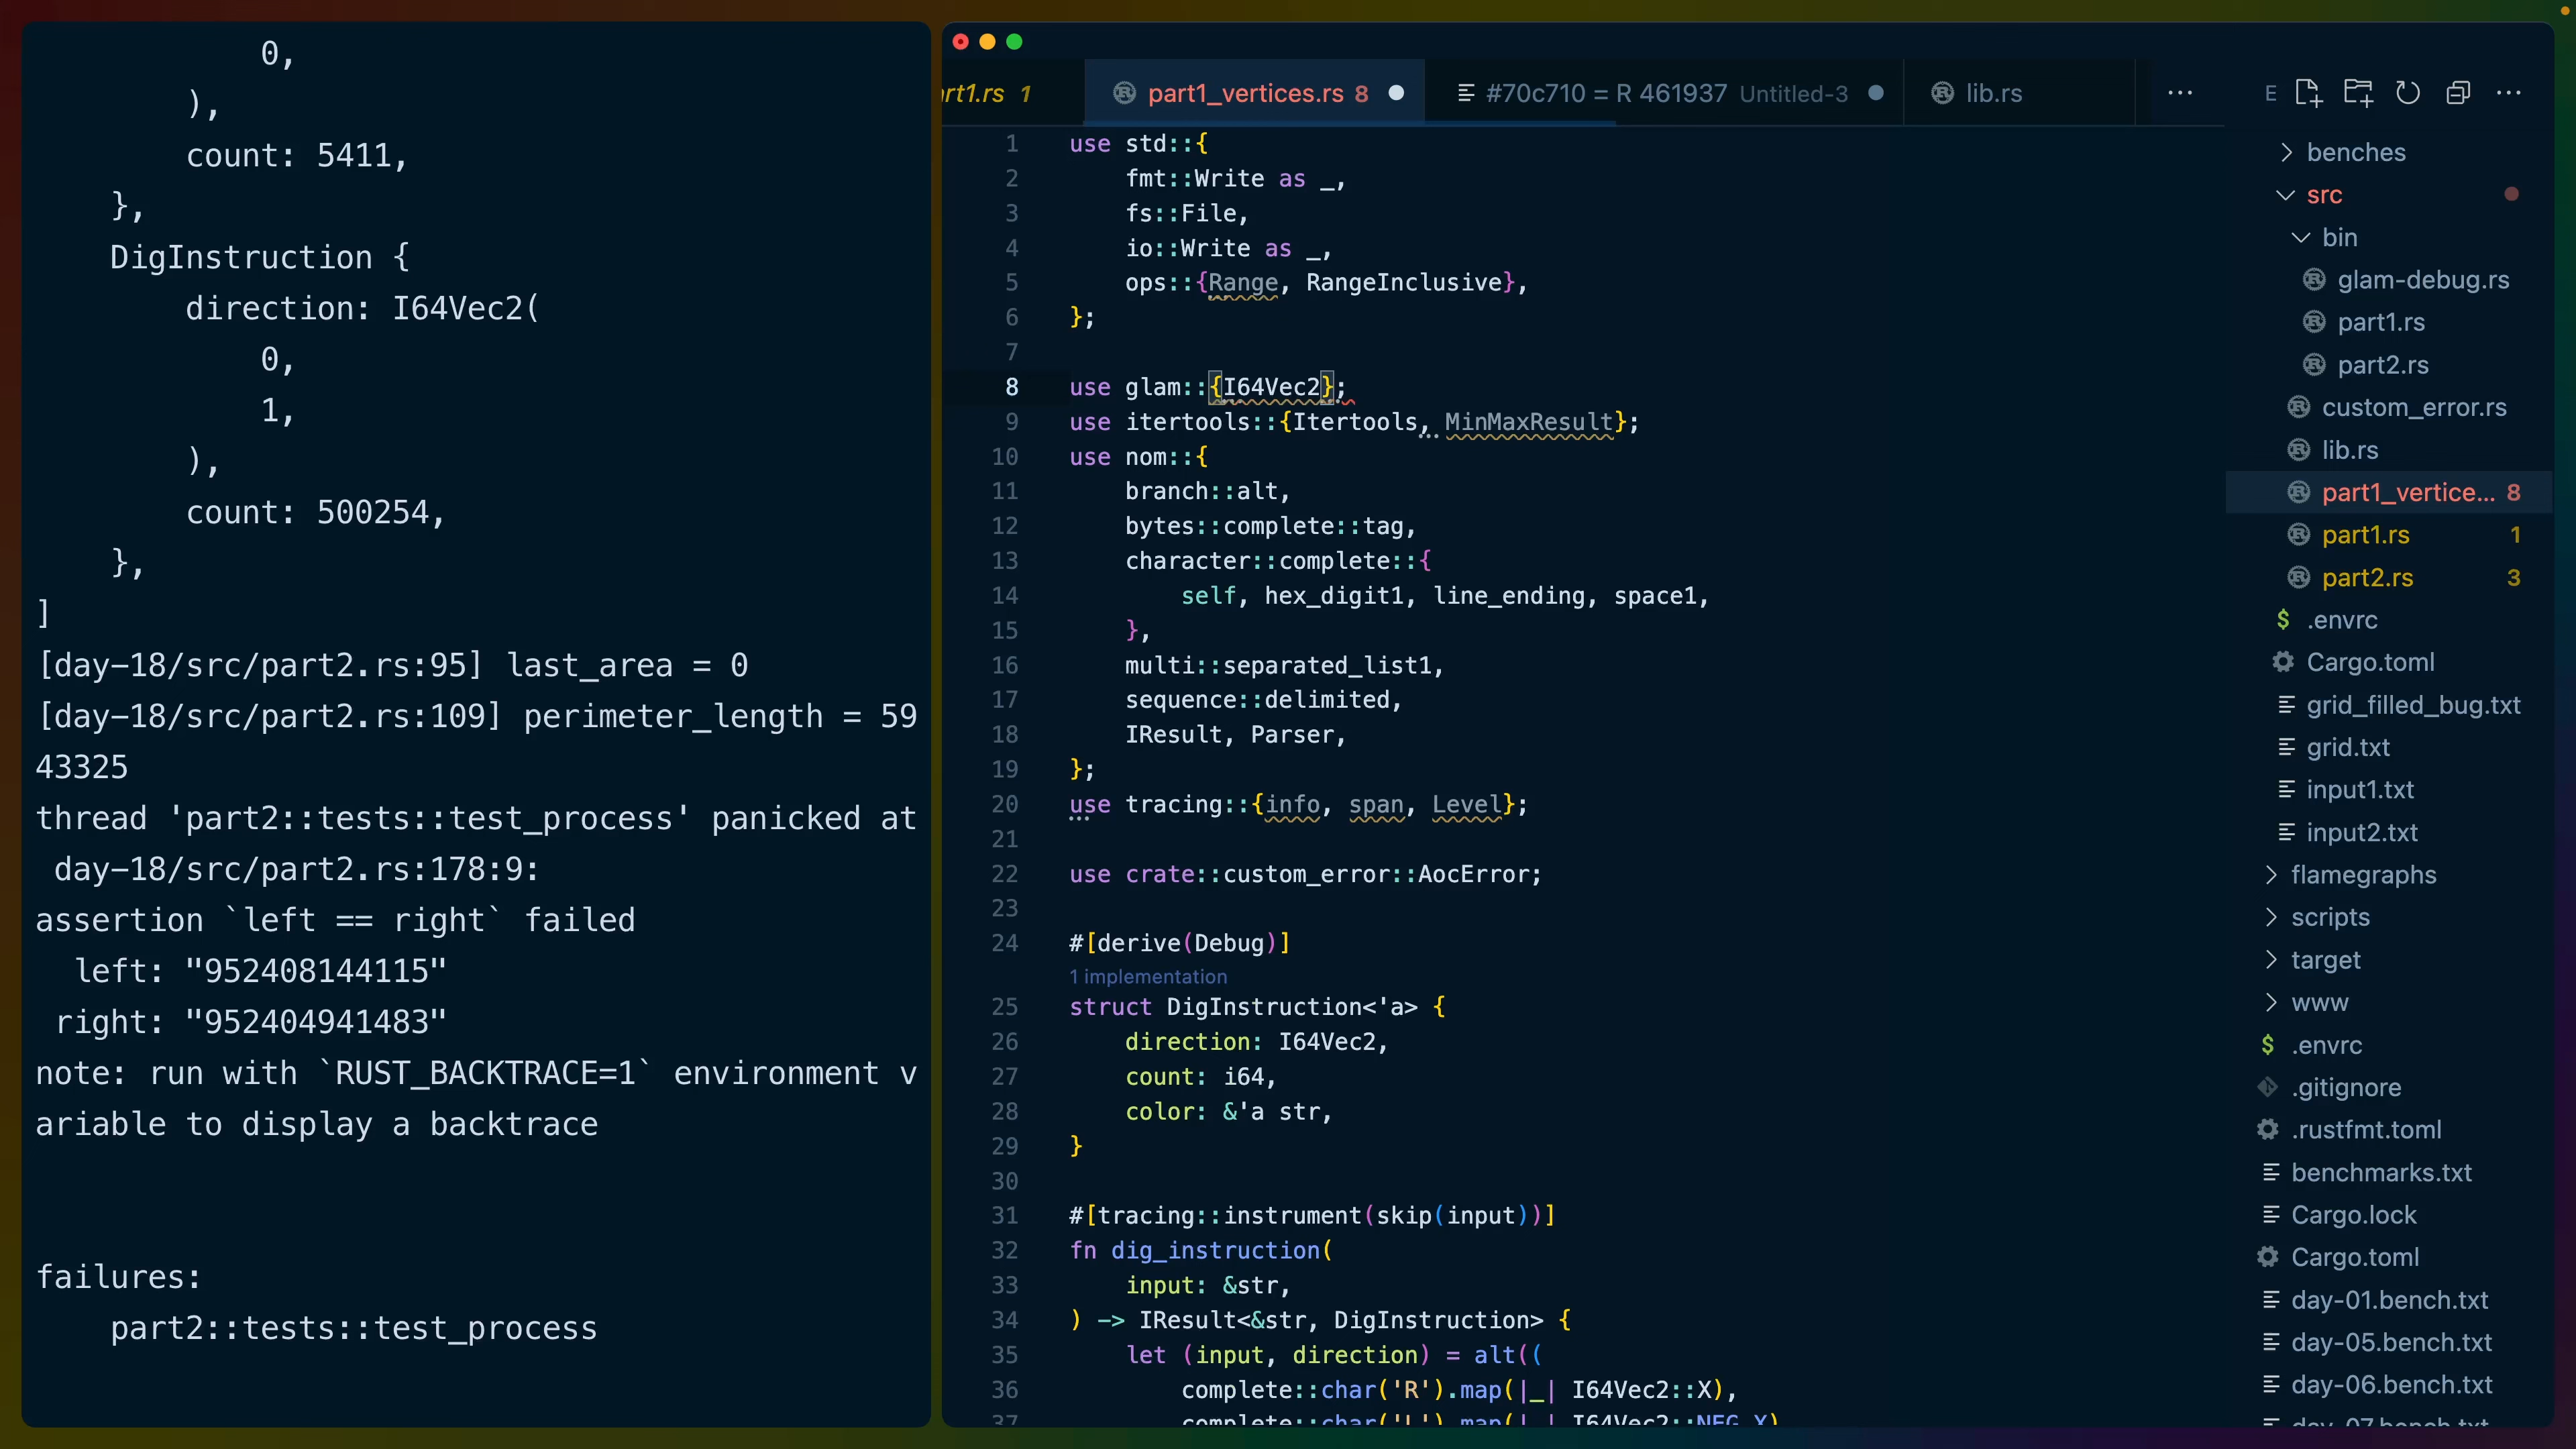 0,
),
count: 5411,
},
DigInstruction {
direction: I64Vec2(
0,
1,
),
count: 500254,
},
]
[day-18/src/part2.rs:95] last_area = 0
[day-18/src/part2.rs:109] perimeter_length = 59
43325
thread 'part2::tests::test_process' panicked at
day-18/src/part2.rs:178:9:
assertion `left == right` failed
left: "952408144115"
right: "952404941483"
note: run with `RUST_BACKTRACE=1` environment v
ariable to display a backtrace
failures:
part2::tests::test_process
rt1.rs 1
part1_vertices.rs 8
#70c710 = R 461937 Untitled-3
lib.rs
1 use std::{
2 fmt::Write as _,
3 fs::File,
4 io::Write as _,
5 ops::{Range, RangeInclusive},
6 };
7
8 use glam::{I64Vec2};
9 use itertools::{Itertools, MinMaxResult};
10 use nom::{
11 branch::alt,
12 bytes::complete::tag,
13 character::complete::{
14 self, hex_digit1, line_ending, space1,
15 },
16 multi::separated_list1,
17 sequence::delimited,
18 IResult, Parser,
19 };
20 use tracing::{info, span, Level};
21
22 use crate::custom_error::AocError;
23
24 #[derive(Debug)]
1 implementation
25 struct DigInstruction<'a> {
26 direction: I64Vec2,
27 count: i64,
28 color: &'a str,
29 }
30
31 #[tracing::instrument(skip(input))]
32 fn dig_instruction(
33 input: &str,
34 ) -> IResult<&str, DigInstruction> {
35 let (input, direction) = alt((
36 complete::char('R').map(|_| I64Vec2::X),
37 complete::char('L').map(|_| I64Vec2::NEG_X)
E
benches
src
bin
glam-debug.rs
part1.rs
part2.rs
custom_error.rs
lib.rs
part1_vertice... 8
part1.rs 1
part2.rs 3
.envrc
Cargo.toml
grid_filled_bug.txt
grid.txt
input1.txt
input2.txt
flamegraphs
scripts
target
www
.envrc
.gitignore
.rustfmt.toml
benchmarks.txt
Cargo.lock
Cargo.toml
day-01.bench.txt
day-05.bench.txt
day-06.bench.txt
day-07.bench.txt